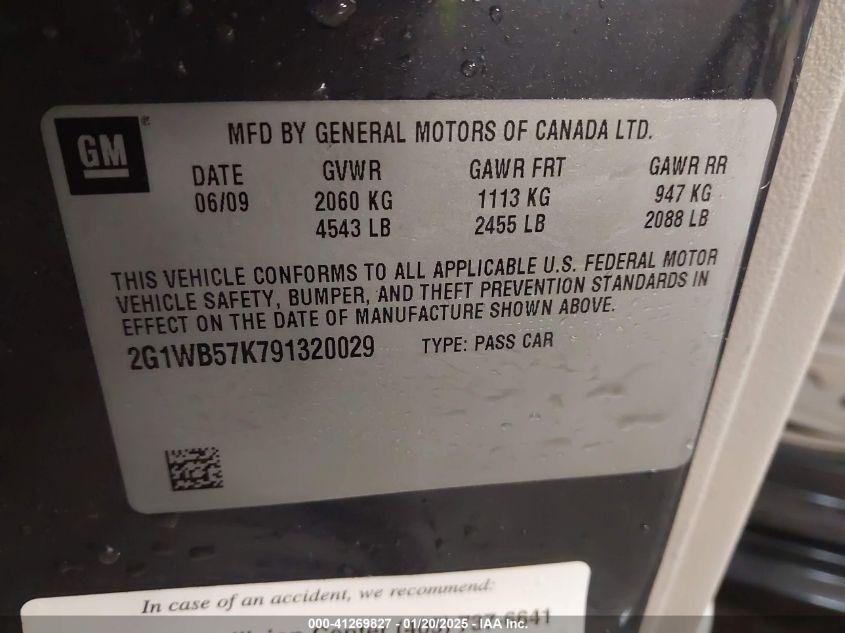 GM
MFD BY GENERAL MOTORS OF CANADA LTD.
DATE GVWR GAWR FRT GAWR RR
06/09 2060 KG 1113 KG 947 KG
4543 LB 2455 LB 2088 LB
THIS VEHICLE CONFORMS TO ALL APPLICABLE U.S. FEDERAL MOTOR
VEHICLE SAFETY, BUMPER, AND THEFT PREVENTION STANDARDS IN
EFFECT ON THE DATE OF MANUFACTURE SHOWN ABOVE.
2G1WB57K791320029 TYPE: PASS CAR
In case of an accident, we recommend:
Center
000-41269827 - 01/20/2025 - IAA Inc.